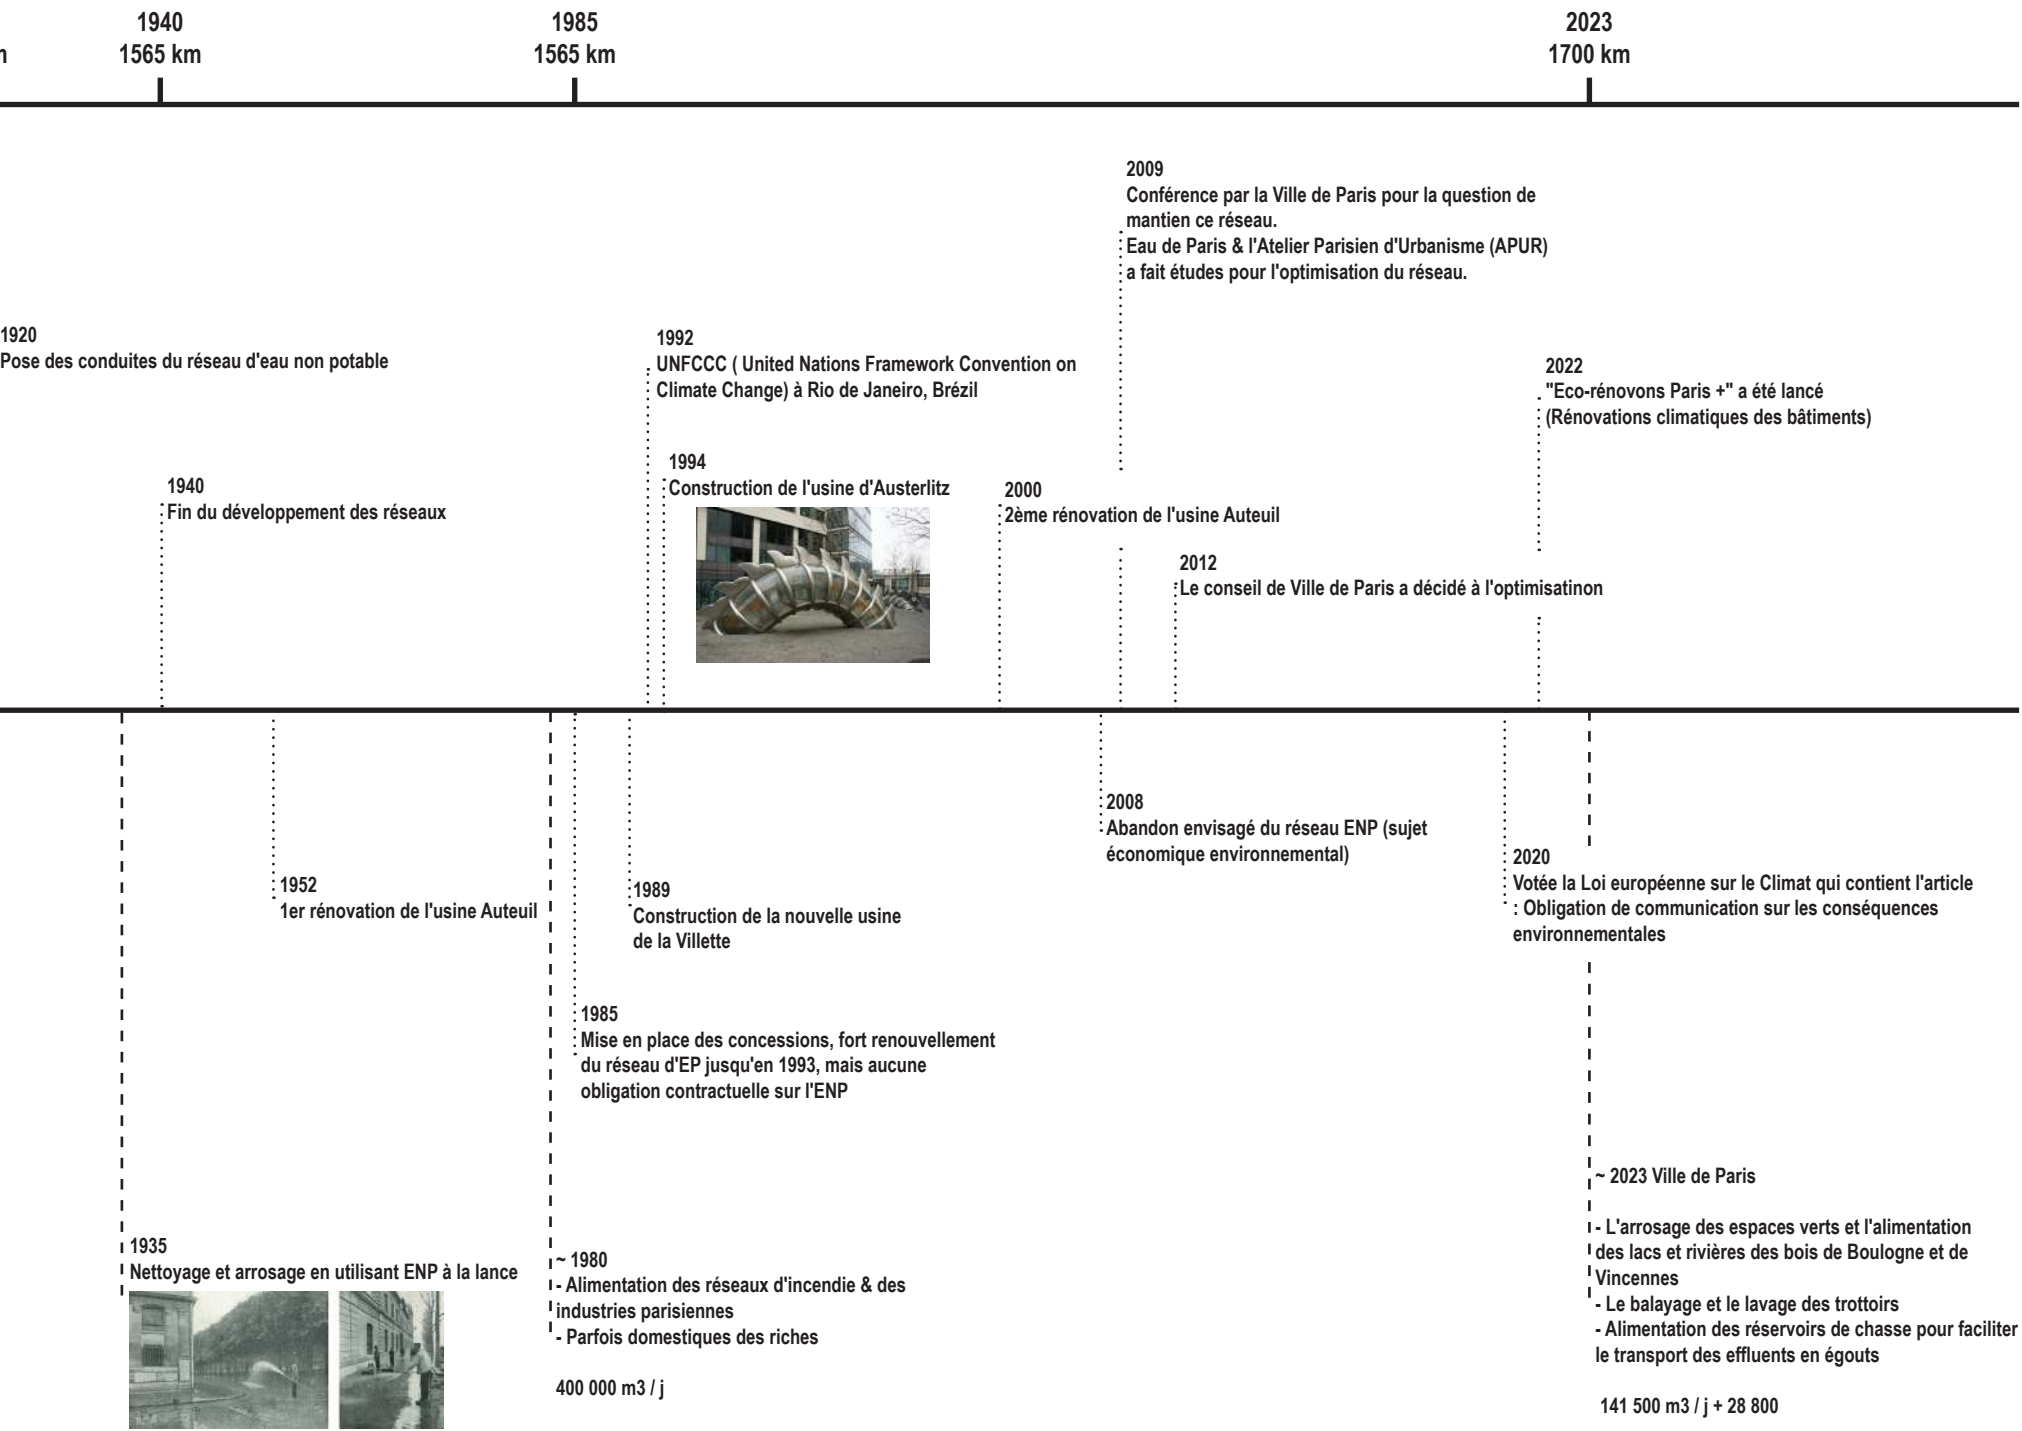 m
1940
1565 km
1985
1565 km
2023
1700 km
2009
Conférence par la Ville de Paris pour la question de
mantien ce réseau.
Eau de Paris & l'Atelier Parisien d'Urbanisme (APUR)
a fait études pour l'optimisation du réseau.
1920
Pose des conduites du réseau d'eau non potable
1992
UNFCCC ( United Nations Framework Convention on
Climate Change) à Rio de Janeiro, Brézil
2022
"Eco-rénovons Paris +" a été lancé
(Rénovations climatiques des bâtiments)
1940
Fin du développement des réseaux
1994
Construction de l'usine d'Austerlitz
2000
2ème rénovation de l'usine Auteuil
2012
Le conseil de Ville de Paris a décidé à l'optimisatinon
2008
Abandon envisagé du réseau ENP (sujet
économique environnemental)
1952
1er rénovation de l'usine Auteuil
1989
Construction de la nouvelle usine
de la Villette
2020
Votée la Loi européenne sur le Climat qui contient l'article
: Obligation de communication sur les conséquences
environnementales
1985
Mise en place des concessions, fort renouvellement
du réseau d'EP jusqu'en 1993, mais aucune
obligation contractuelle sur l'ENP
1935
Nettoyage et arrosage en utilisant ENP à la lance
~ 1980
- Alimentation des réseaux d'incendie & des
industries parisiennes
- Parfois domestiques des riches
400 000 m3 / j
~ 2023 Ville de Paris
- L'arrosage des espaces verts et l'alimentation
des lacs et rivières des bois de Boulogne et de
Vincennes
- Le balayage et le lavage des trottoirs
- Alimentation des réservoirs de chasse pour faciliter
le transport des effluents en égouts
141 500 m3 / j + 28 800